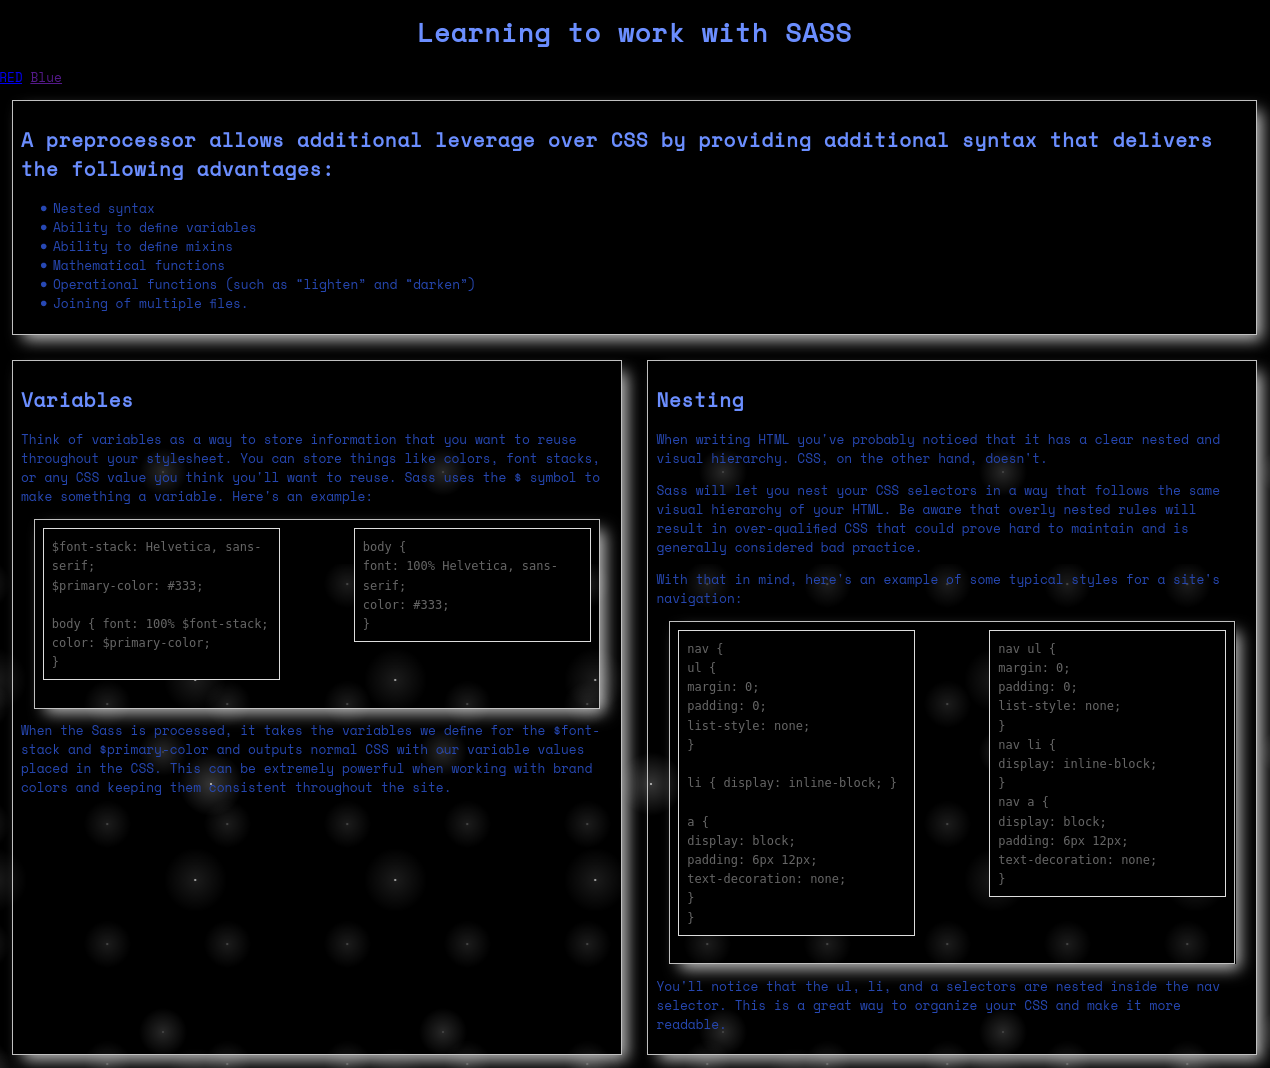 Learning to work with SASS
RED Blue
A preprocessor allows additional leverage over CSS by providing additional syntax that delivers
the following advantages:
Nested syntax
Ability to define variables
Ability to define mixins
Mathematical functions
Operational functions (such as “lighten” and “darken”)
Joining of multiple files.
Variables
Think of variables as a way to store information that you want to reuse
throughout your stylesheet. You can store things like colors, font stacks,
or any CSS value you think you'll want to reuse. Sass uses the $ symbol to
make something a variable. Here's an example:
$font-stack: Helvetica, sans-
serif;
$primary-color: #333;
body { font: 100% $font-stack;
color: $primary-color;
}
body {
font: 100% Helvetica, sans-
serif;
color: #333;
}
When the Sass is processed, it takes the variables we define for the $font-
stack and $primary-color and outputs normal CSS with our variable values
placed in the CSS. This can be extremely powerful when working with brand
colors and keeping them consistent throughout the site.
Nesting
When writing HTML you've probably noticed that it has a clear nested and
visual hierarchy. CSS, on the other hand, doesn't.
Sass will let you nest your CSS selectors in a way that follows the same
visual hierarchy of your HTML. Be aware that overly nested rules will
result in over-qualified CSS that could prove hard to maintain and is
generally considered bad practice.
With that in mind, here's an example of some typical styles for a site's
navigation:
nav {
ul {
margin: 0;
padding: 0;
list-style: none;
}
li { display: inline-block; }
a {
display: block;
padding: 6px 12px;
text-decoration: none;
}
}
nav ul {
margin: 0;
padding: 0;
list-style: none;
}
nav li {
display: inline-block;
}
nav a {
display: block;
padding: 6px 12px;
text-decoration: none;
}
You'll notice that the ul, li, and a selectors are nested inside the nav
selector. This is a great way to organize your CSS and make it more
readable.